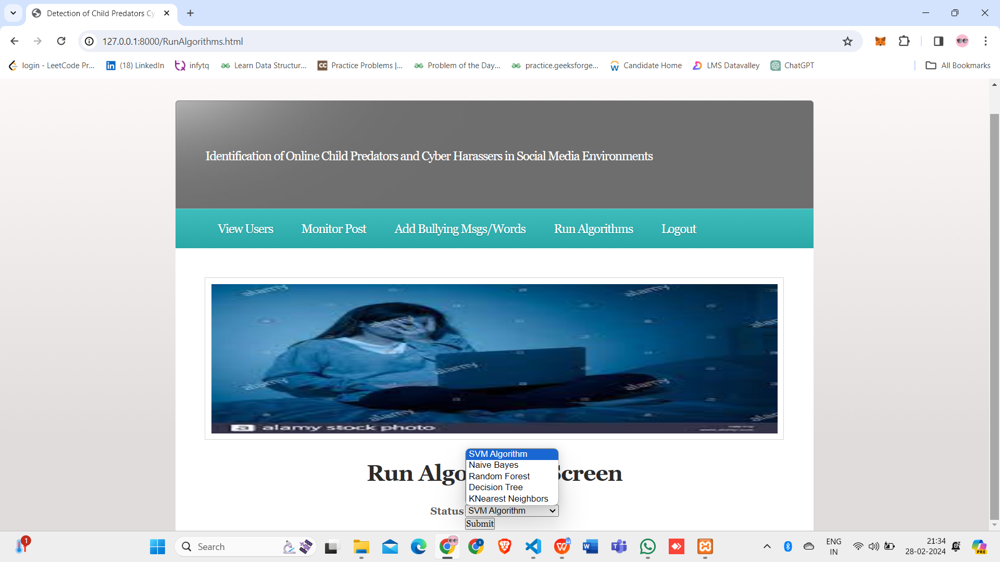 Detection of Child Predators Cy
127.0.0.1:8000/RunAlgorithms.html
login - LeetCode Pr...
(18) LinkedIn
infytq
Learn Data Structur...
CC
Practice Problems |...
Problem of the Day...
practice.geeksforge...
Candidate Home
LMS Datavalley
ChatGPT
All Bookmarks
Identification of Online Child Predators and Cyber Harassers in Social Media Environments
View Users
Monitor Post
Add Bullying Msgs/Words
Run Algorithms
Logout
alamy
alamy
alamy
alamy
alamy
alamy
alamy
a alamy stock photo
SVM Algorithm
Naive Bayes
Random Forest
Decision Tree
KNearest Neighbors
Run Algo Screen
Status SVM Algorithm
Submit
1
Search
ENG
IN
21:34
28-02-2024
PRE